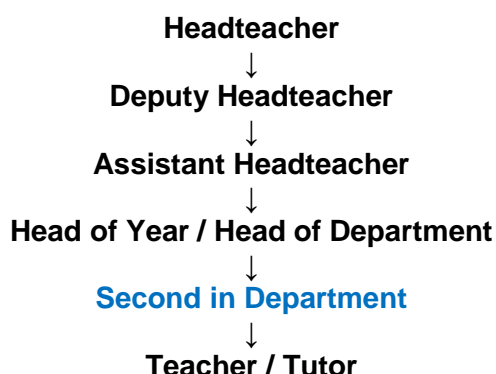 Headteacher
↓
Deputy Headteacher
↓
Assistant Headteacher
↓
Head of Year / Head of Department
↓
Second in Department
↓
Teacher / Tutor